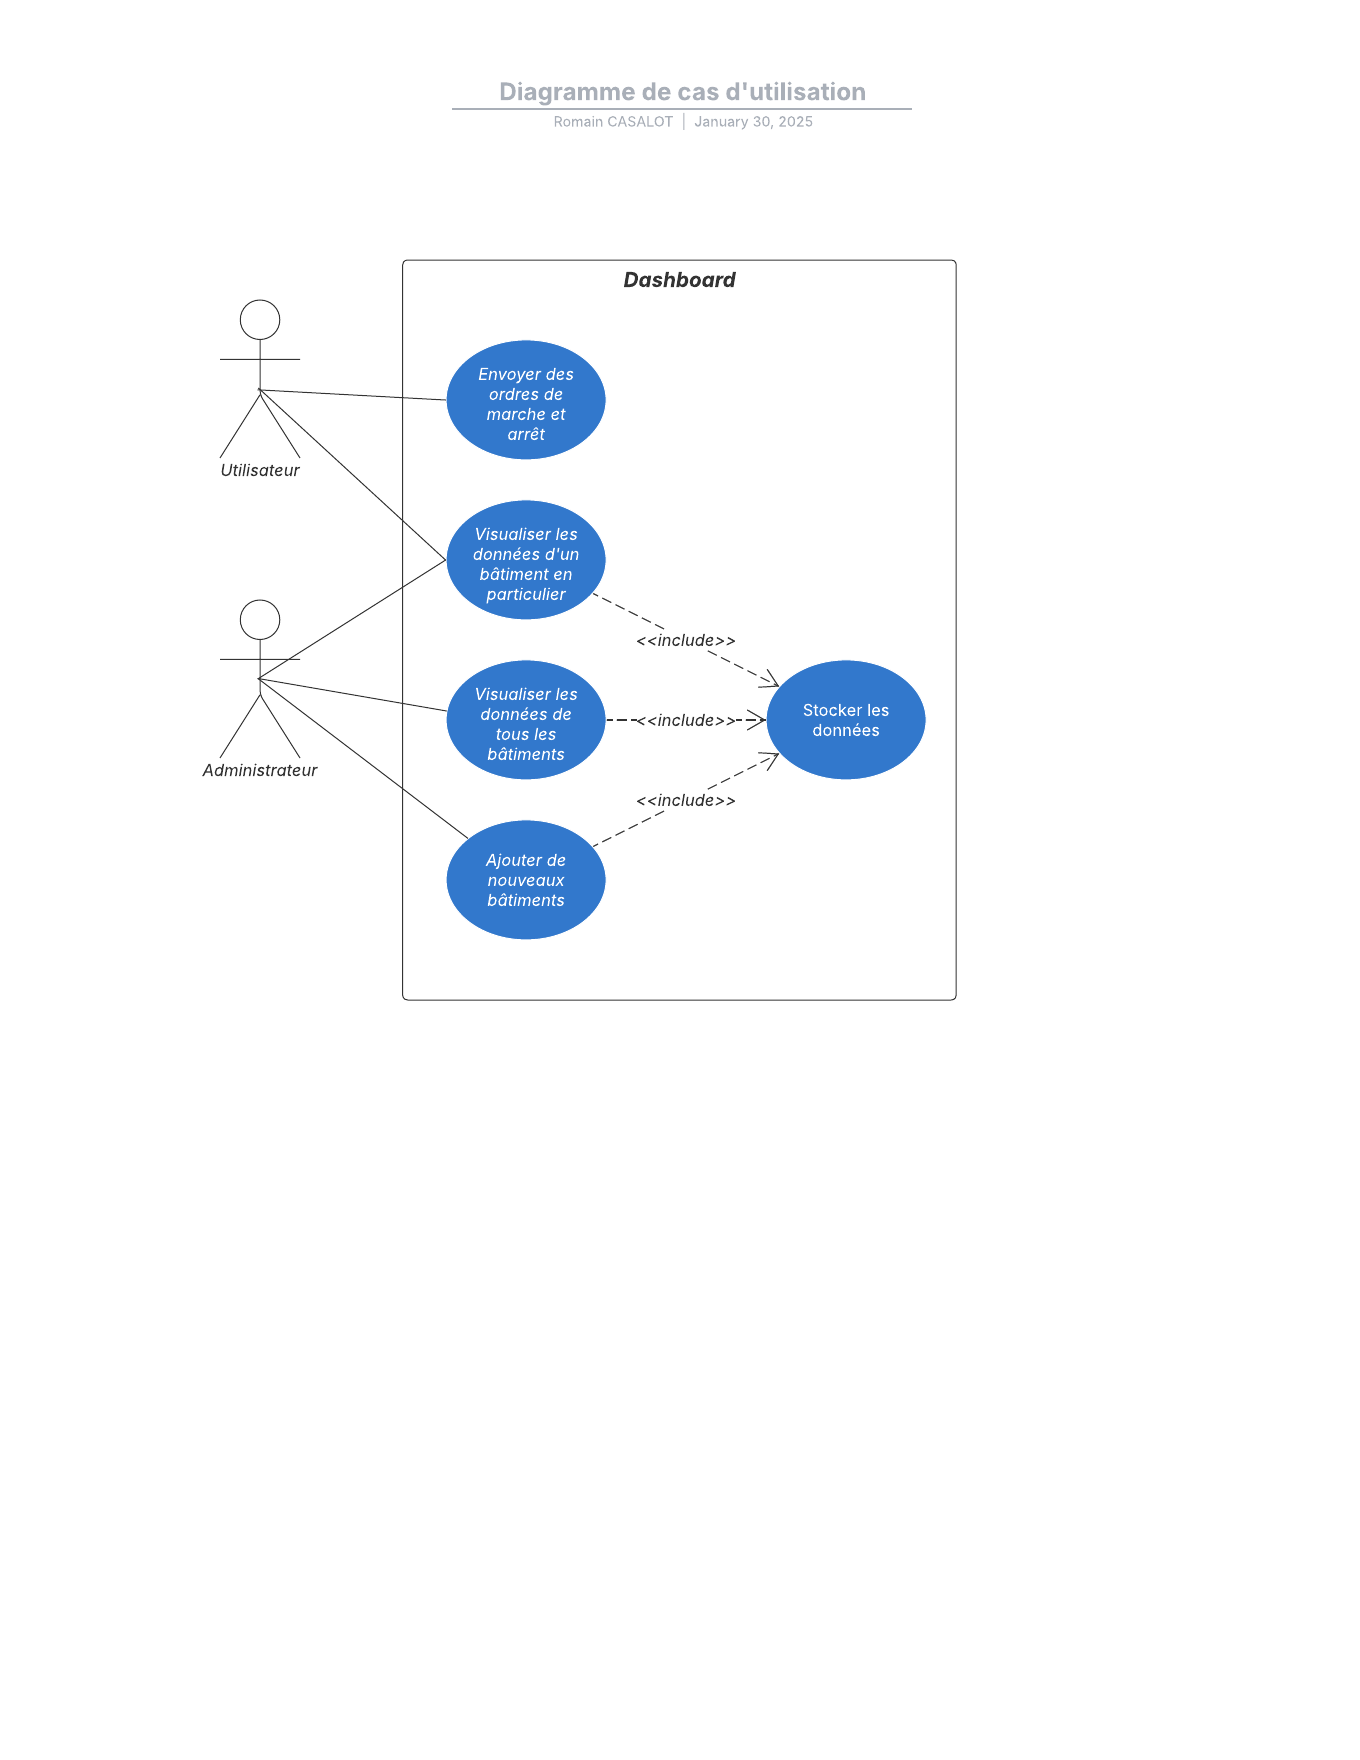 Diagramme de cas d'utilisation
Romain CASALOT | January 30, 2025
Dashboard
Envoyer des
ordres de
marche et
arrêt
Utilisateur
Visualiser les
données d'un
bâtiment en
particulier
<<include>>
Visualiser les
données de
tous les
bâtiments
<<include>>
Stocker les
données
Administrateur
<<include>>
Ajouter de
nouveaux
bâtiments